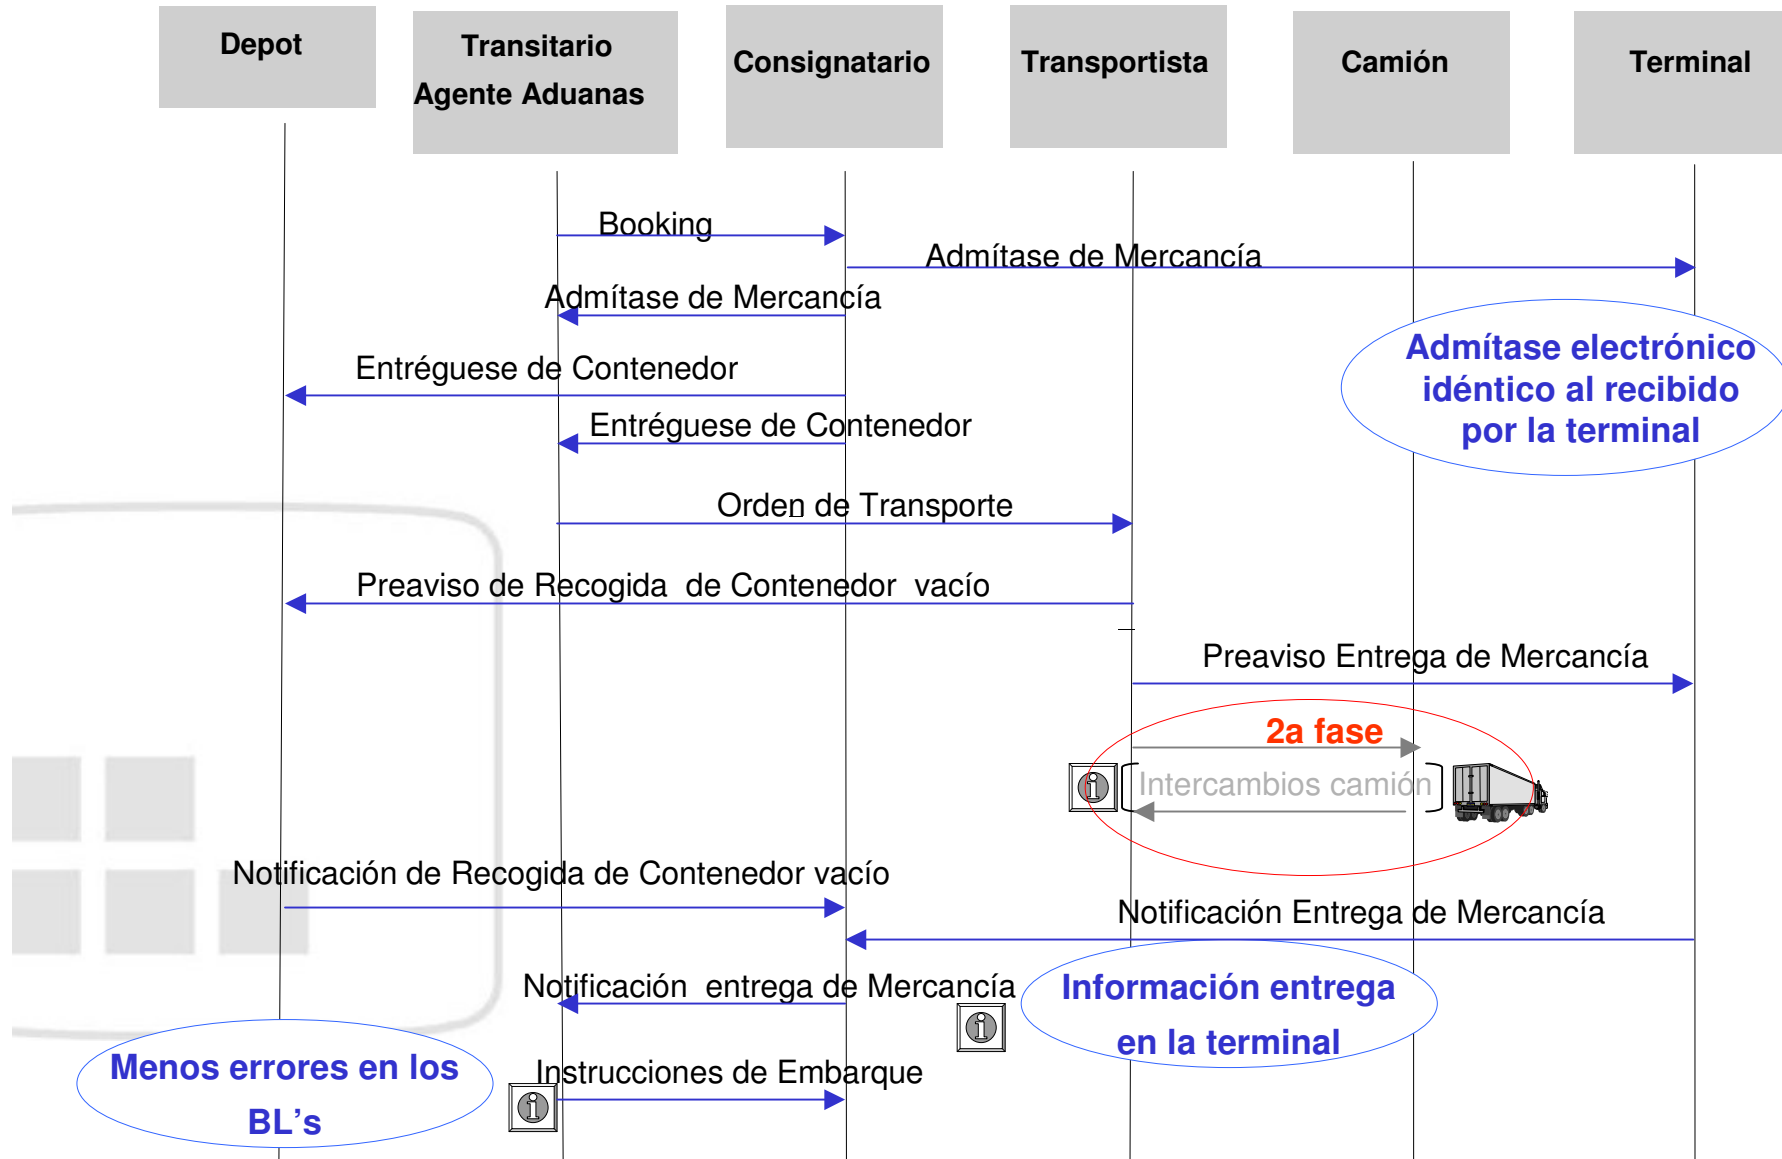 Depot
Transitario
Agente Aduanas
Consignatario
Transportista
Camión
Terminal
Booking
Admítase de Mercancía
Admítase de Mercancía
Admítase electrónico
idéntico al recibido
por la terminal
Entréguese de Contenedor
Entréguese de Contenedor
Orden de Transporte
Preaviso de Recogida de Contenedor vacío
Preaviso Entrega de Mercancía
2a fase
Intercambios camión
Notificación de Recogida de Contenedor vacío
Notificación Entrega de Mercancía
Notificación entrega de Mercancía
Información entrega
en la terminal
Menos errores en los
BL’s
Instrucciones de Embarque